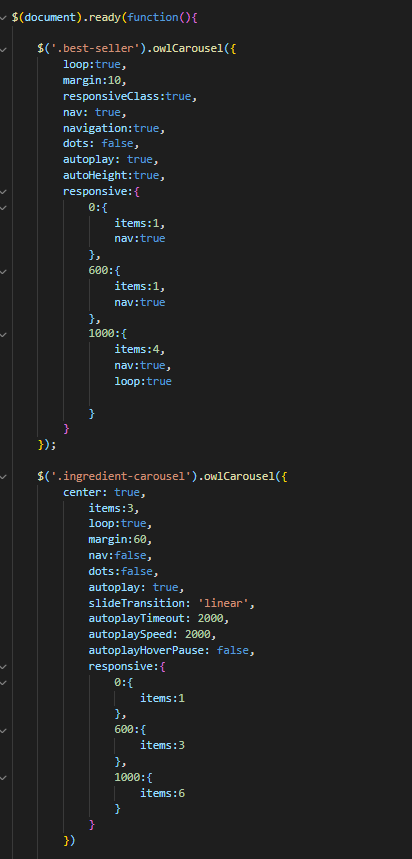 $(document).ready(function(){
$('.best-seller').owlCarousel({
loop:true,
margin:10,
responsiveClass:true,
nav: true,
navigation:true,
dots: false,
autoplay: true,
autoHeight:true,
responsive:{
0:{
items:1,
nav:true
},
600:{
items:1,
nav:true
},
1000:{
items:4,
nav:true,
loop:true
}
}
});
$('.ingredient-carousel').owlCarousel({
center: true,
items:3,
loop:true,
margin:60,
nav:false,
dots:false,
autoplay: true,
slideTransition: 'linear',
autoplayTimeout: 2000,
autoplaySpeed: 2000,
autoplayHoverPause: false,
responsive:{
0:{
items:1
},
600:{
items:3
},
1000:{
items:6
}
}
})